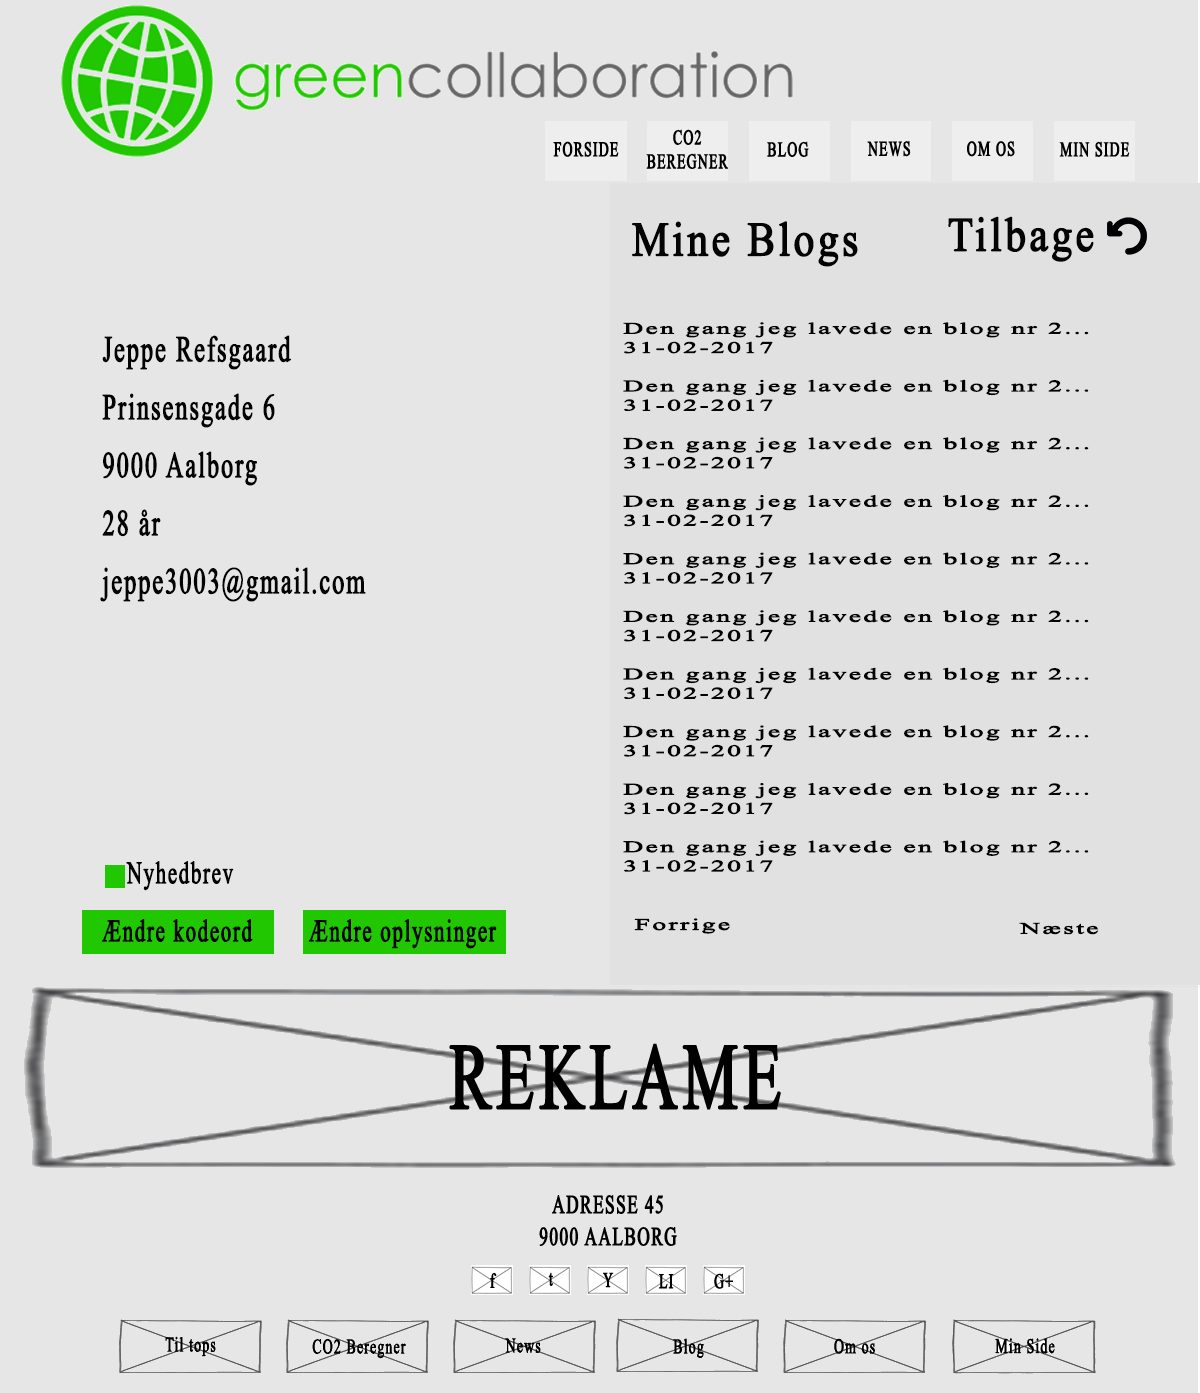 greencollaboration
FORSIDE
CO2
BEREGNER
BLOG
NEWS
OM OS
MIN SIDE
Mine Blogs
Tilbage
Jeppe Refsgaard
Prinsensgade 6
9000 Aalborg
28 år
jeppe3003@gmail.com
Nyhedbrev
Ændre kodeord
Ændre oplysninger
Den gang jeg lavede en blog nr 2...
31-02-2017
Den gang jeg lavede en blog nr 2...
31-02-2017
Den gang jeg lavede en blog nr 2...
31-02-2017
Den gang jeg lavede en blog nr 2...
31-02-2017
Den gang jeg lavede en blog nr 2...
31-02-2017
Den gang jeg lavede en blog nr 2...
31-02-2017
Den gang jeg lavede en blog nr 2...
31-02-2017
Den gang jeg lavede en blog nr 2...
31-02-2017
Den gang jeg lavede en blog nr 2...
31-02-2017
Den gang jeg lavede en blog nr 2...
31-02-2017
Forrige
Næste
REKLAME
ADRESSE 45
9000 AALBORG
f
t
Y
LI
G+
Til tops
CO2 Beregner
News
Blog
Om os
Min Side